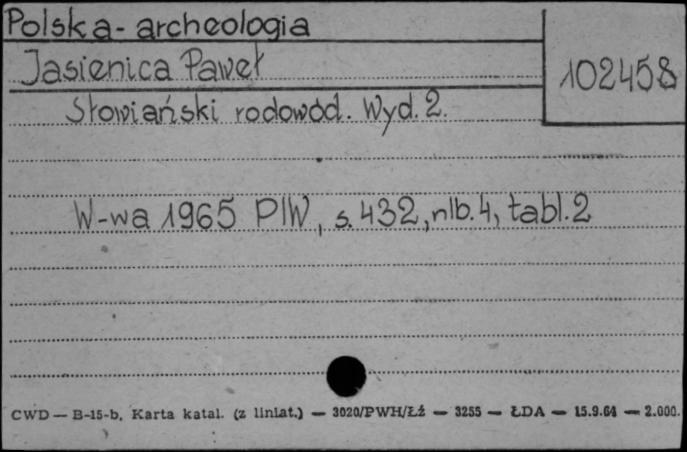 Polska - archeologia
Jasienica Paweł
102458
Słowiański rodowód. Wyd. 2.
W-wa 1965 PIW, s. 432, nlb. 4, tabl. 2
CWD — B-15-b. Karta katal. (z liniat.) — 3020/PWH/Łź — 3255 — ŁDA — 15.9.64 — 2.000.